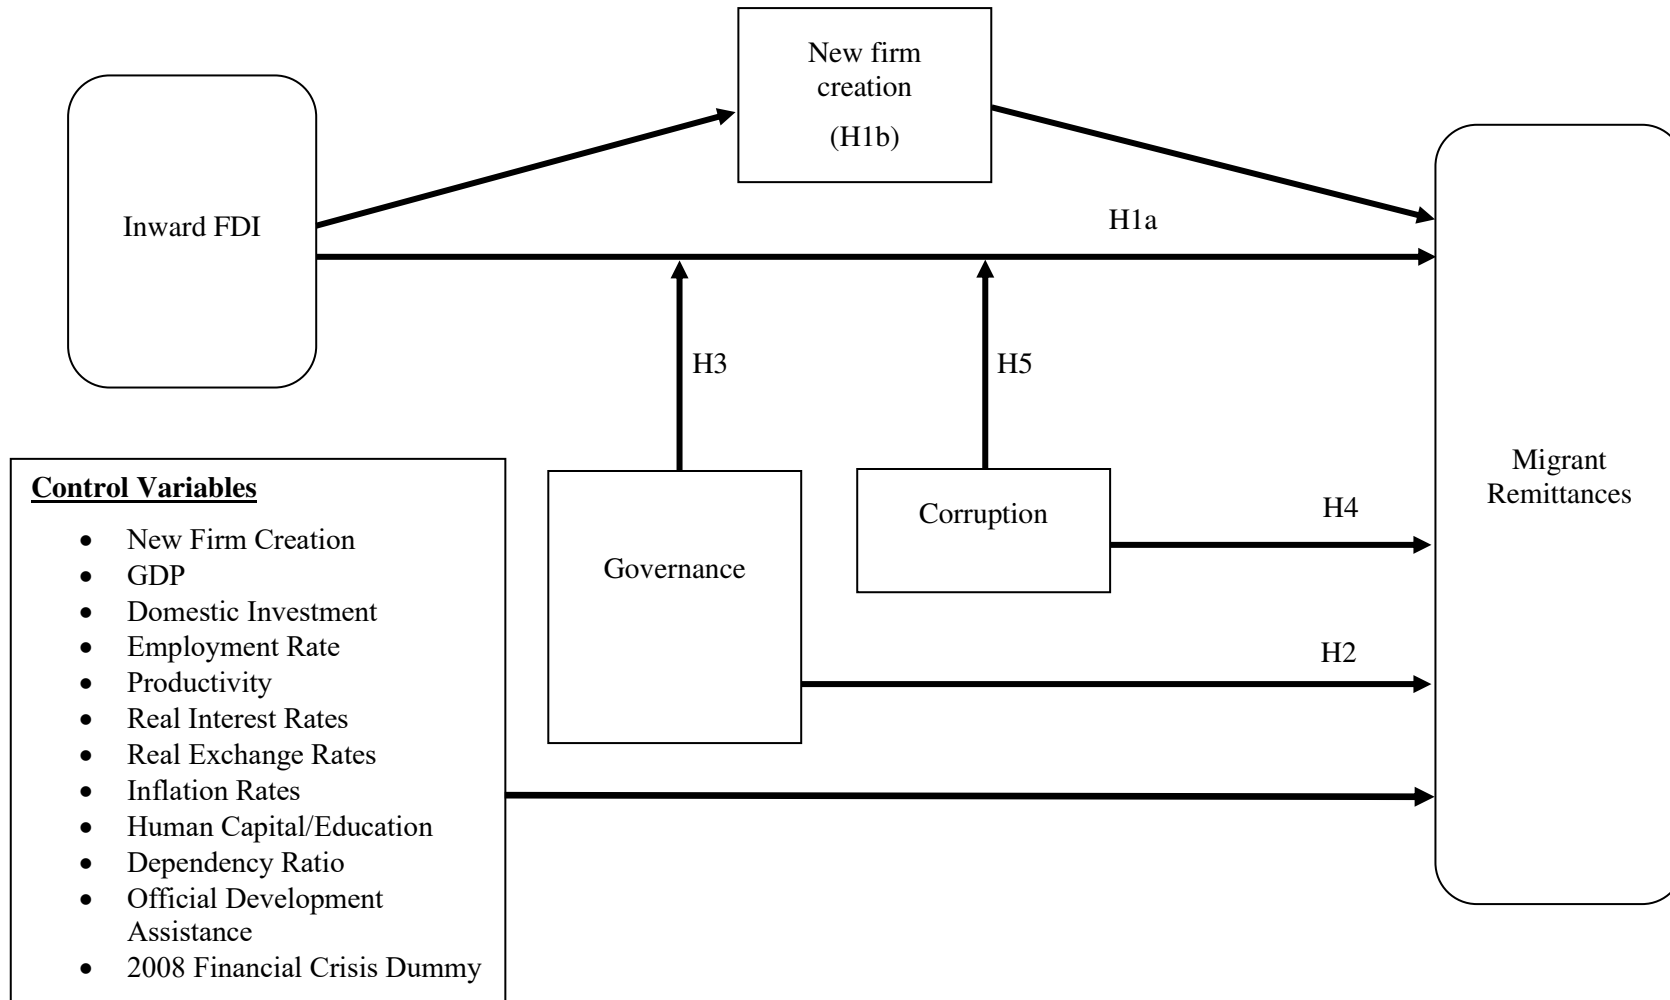 New firm
creation
(H1b)
Inward FDI
H1a
H3
H5
Migrant
Remittances
Control Variables
• New Firm Creation
• GDP
• Domestic Investment
• Employment Rate
• Productivity
• Real Interest Rates
• Real Exchange Rates
• Inflation Rates
• Human Capital/Education
• Dependency Ratio
• Official Development
Assistance
• 2008 Financial Crisis Dummy
Governance
Corruption
H4
H2